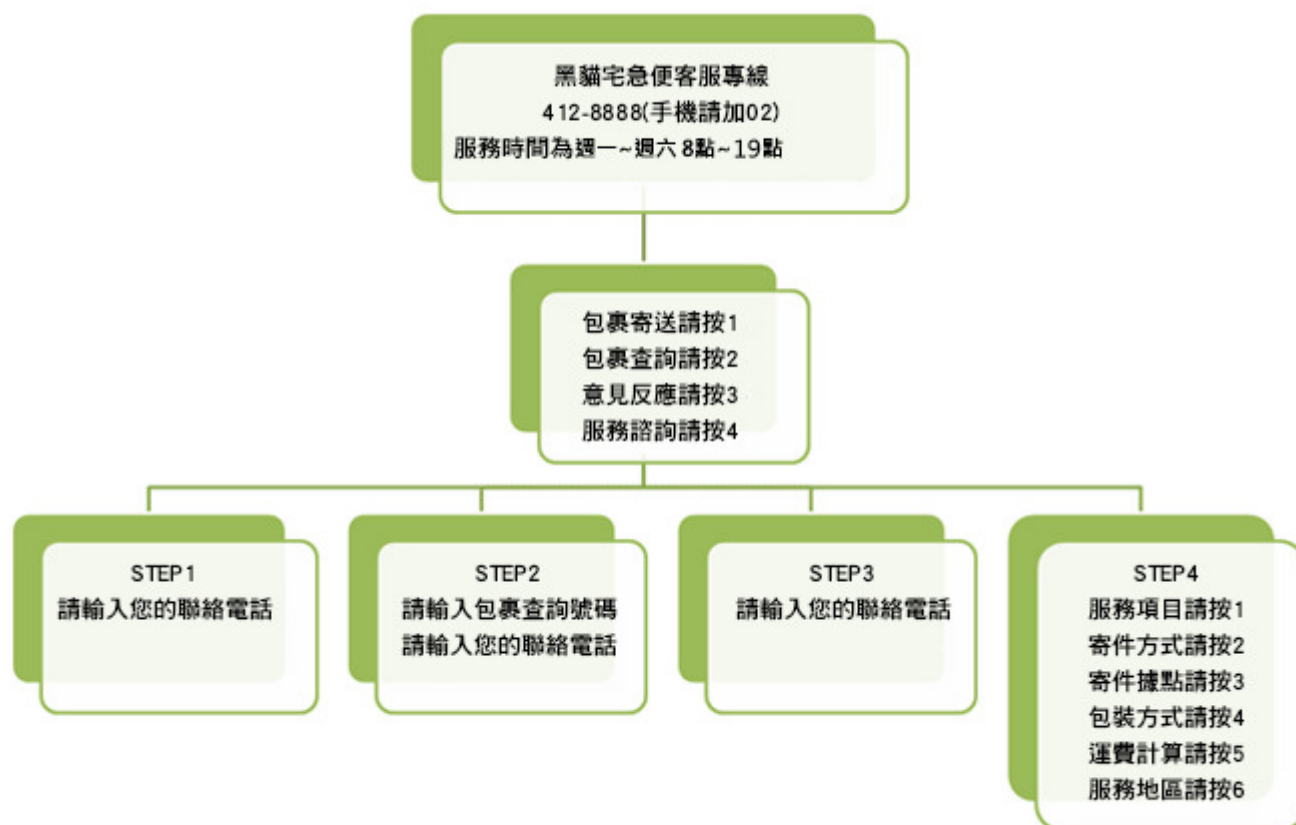 黑貓宅急便客服專線
412-8888(手機請加02)
服務時間為週一~週六 8點~19點
包裹寄送請按1
包裹查詢請按2
意見反應請按3
服務諮詢請按4
STEP1
請輸入您的聯絡電話
STEP2
請輸入包裹查詢號碼
請輸入您的聯絡電話
STEP3
請輸入您的聯絡電話
STEP4
服務項目請按1
寄件方式請按2
寄件據點請按3
包裝方式請按4
運費計算請按5
服務地區請按6